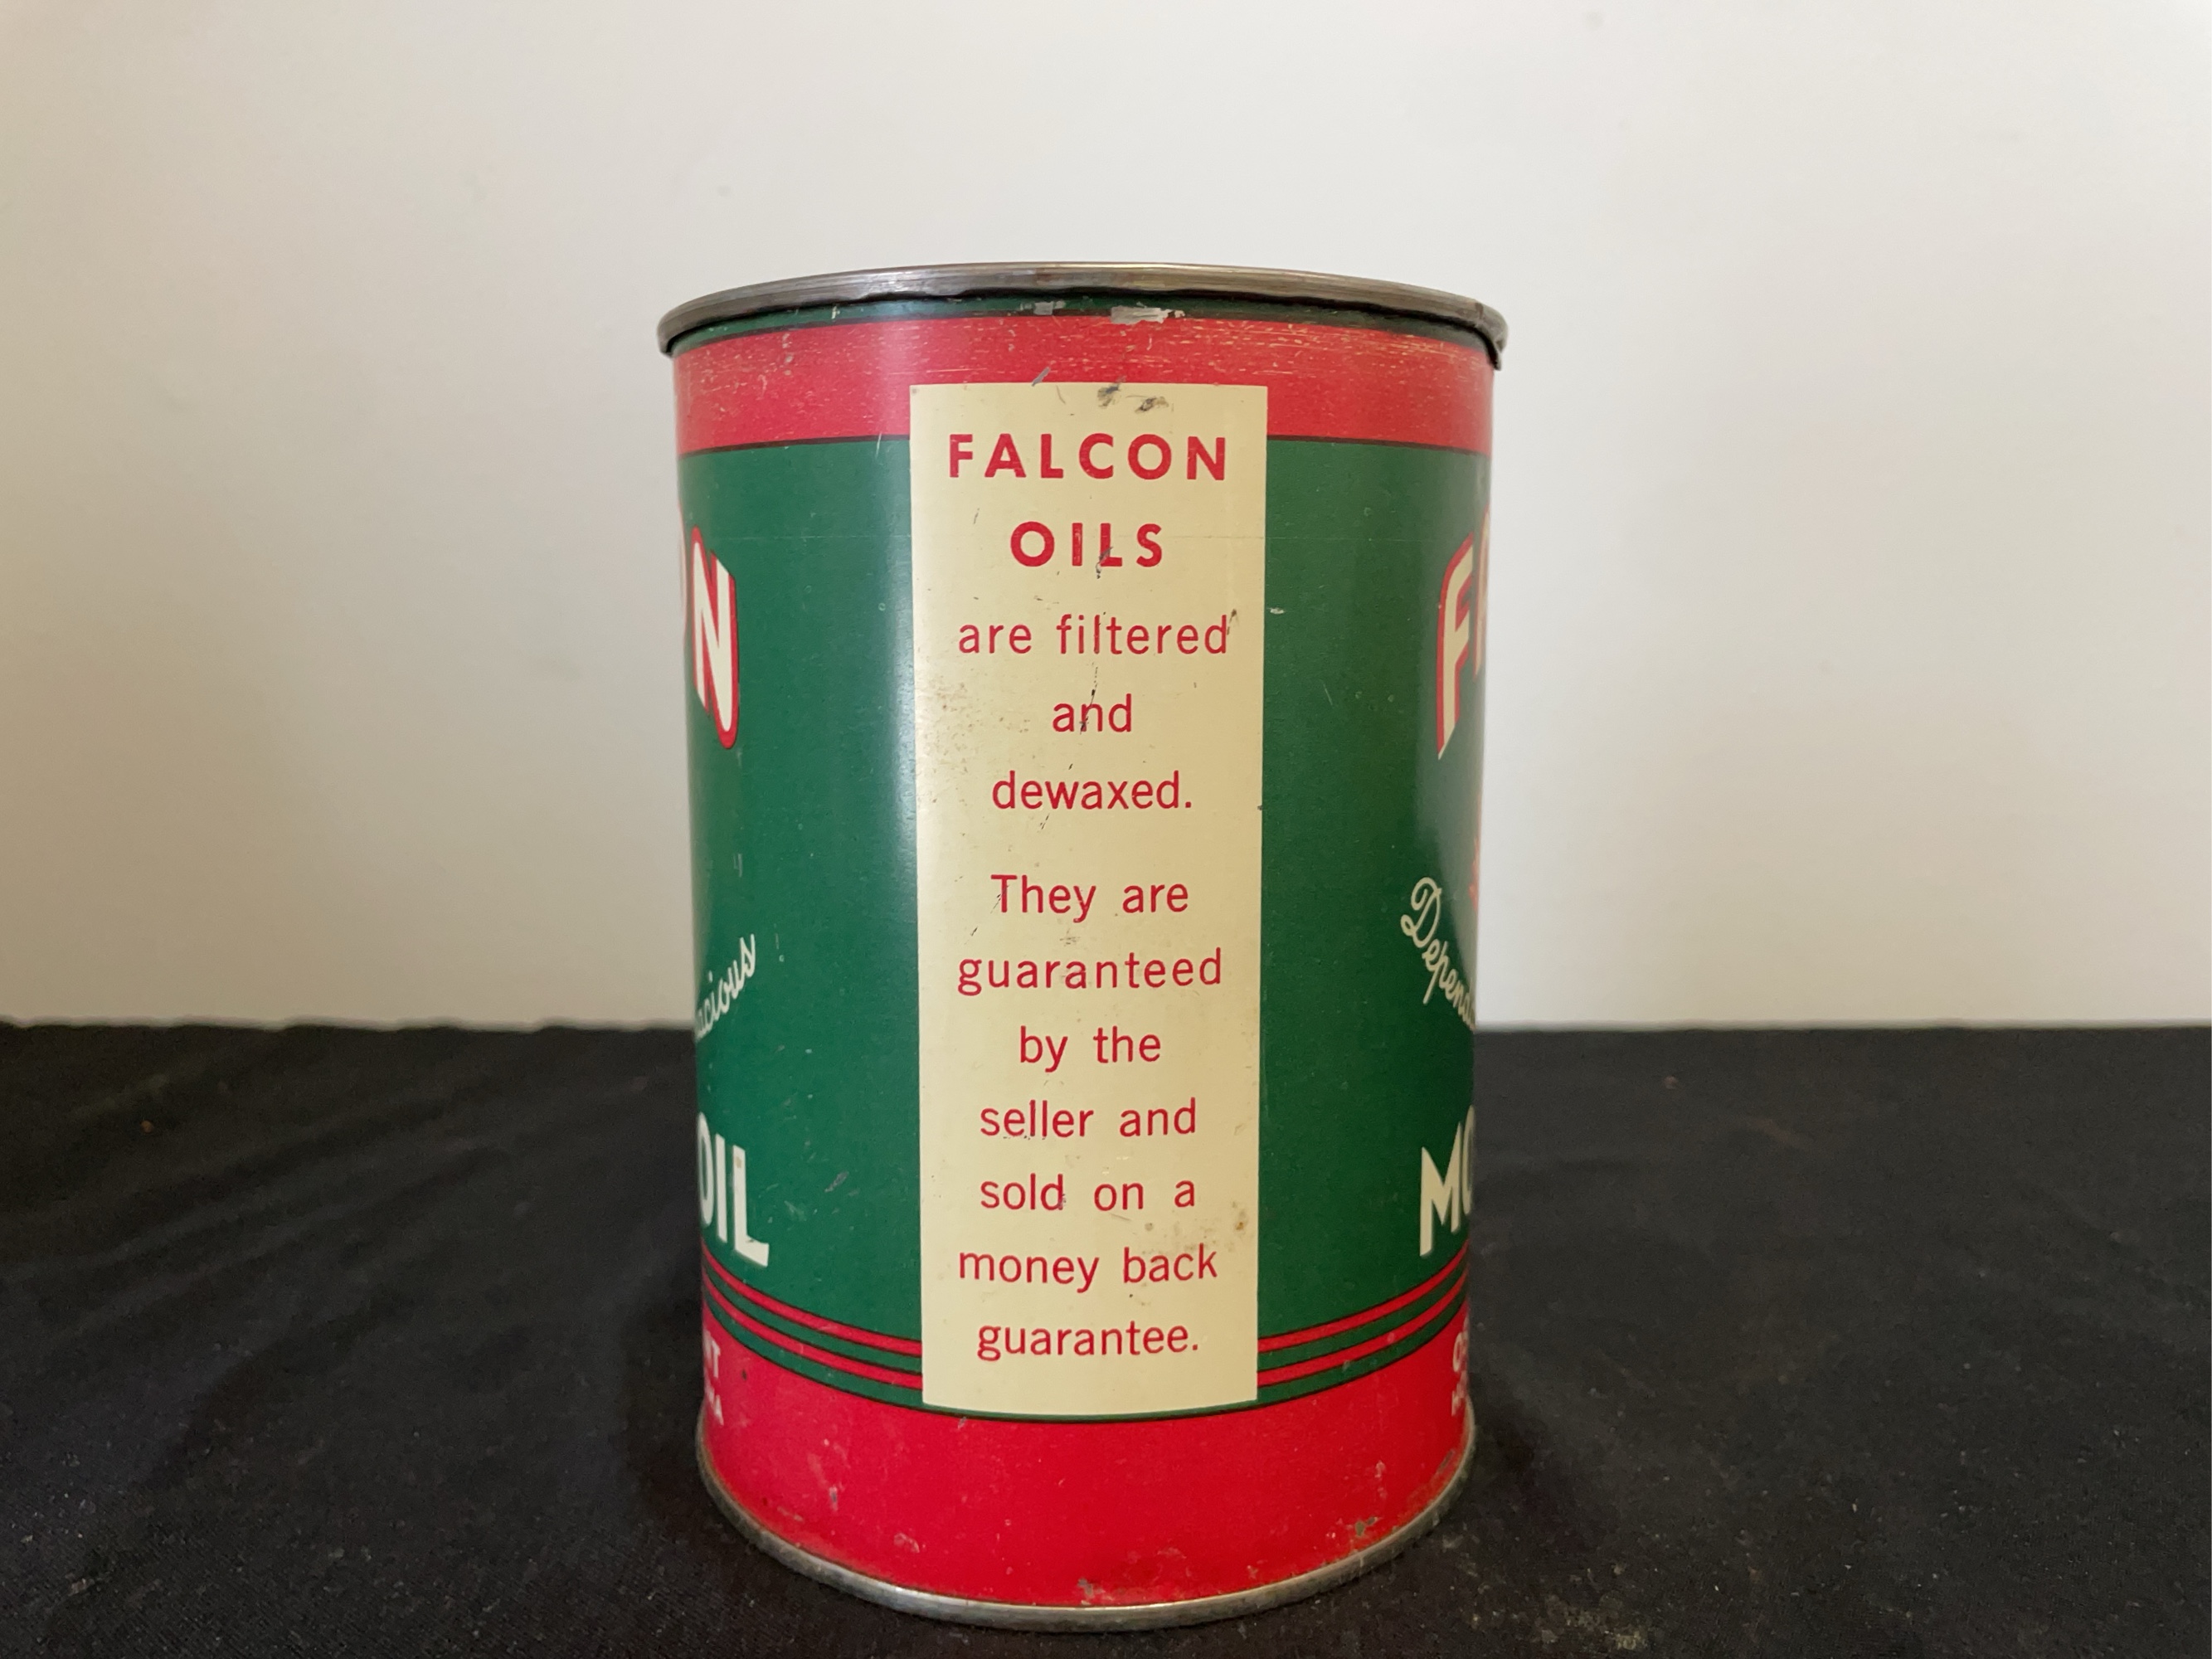 FALCON
OILS
are filtered
and
dewaxed.
They are
guaranteed
by the
seller and
sold on a
money back
guarantee.
OIL